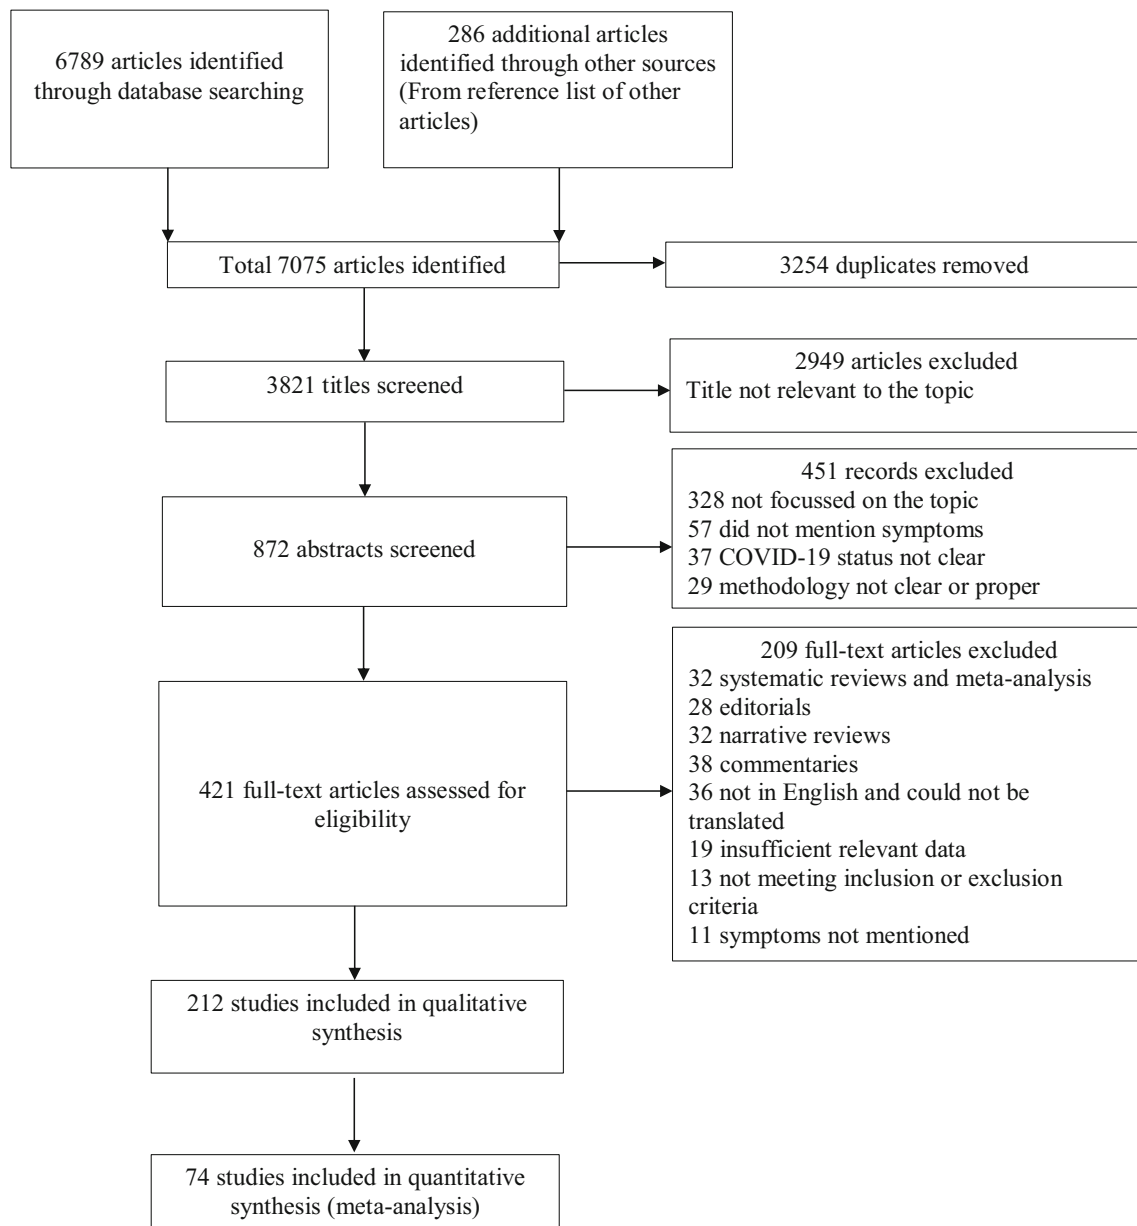 6789 articles identified
through database searching
286 additional articles
identified through other sources
(From reference list of other
articles)
Total 7075 articles identified
3254 duplicates removed
3821 titles screened
2949 articles excluded
Title not relevant to the topic
872 abstracts screened
451 records excluded
328 not focussed on the topic
57 did not mention symptoms
37 COVID-19 status not clear
29 methodology not clear or proper
421 full-text articles assessed for
eligibility
209 full-text articles excluded
32 systematic reviews and meta-analysis
28 editorials
32 narrative reviews
38 commentaries
36 not in English and could not be
translated
19 insufficient relevant data
13 not meeting inclusion or exclusion
criteria
11 symptoms not mentioned
212 studies included in qualitative
synthesis
74 studies included in quantitative
synthesis (meta-analysis)